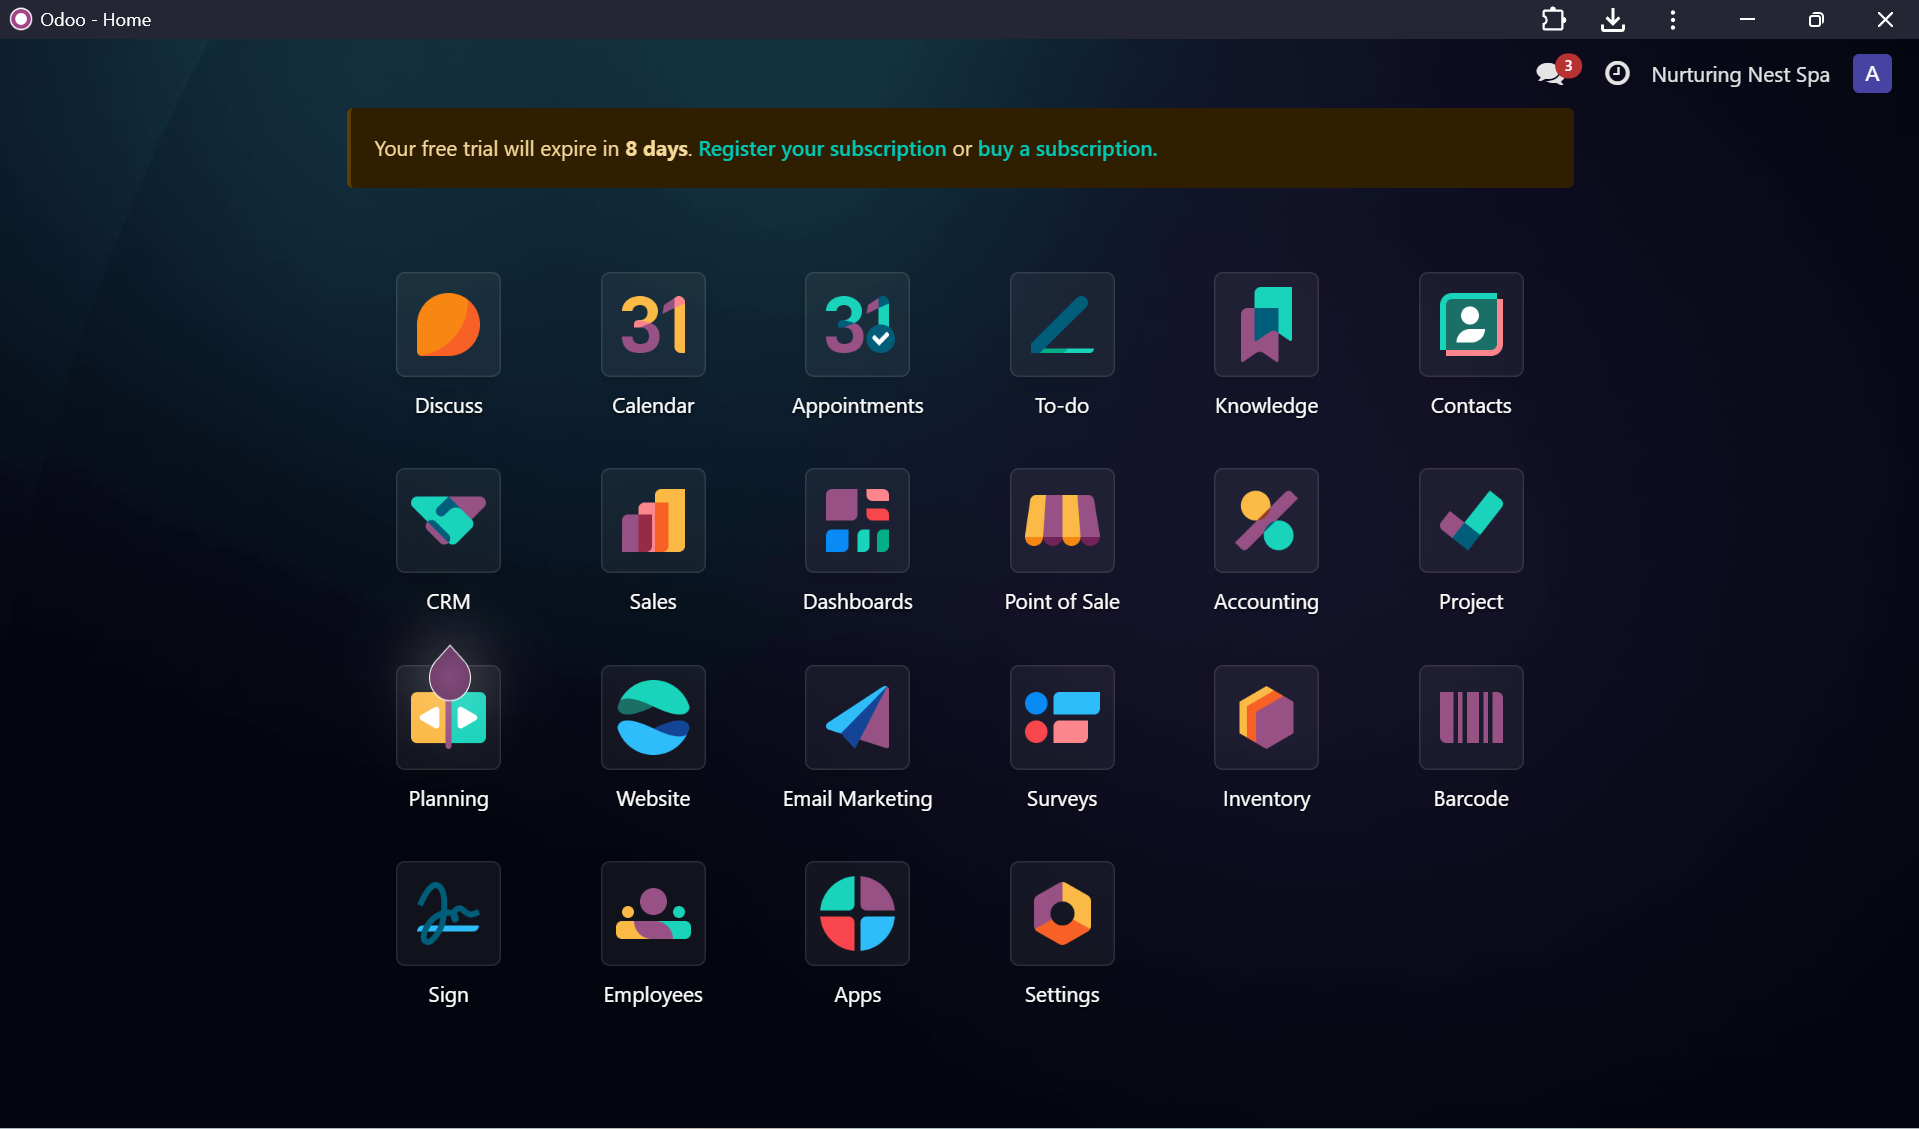 Odoo - Home
3
Nurturing Nest Spa
A
Your free trial will expire in 8 days. Register your subscription or buy a subscription.
31
31
Discuss
Calendar
Appointments
To-do
Knowledge
Contacts
CRM
Sales
Dashboards
Point of Sale
Accounting
Project
Planning
Website
Email Marketing
Surveys
Inventory
Barcode
Sign
Employees
Apps
Settings